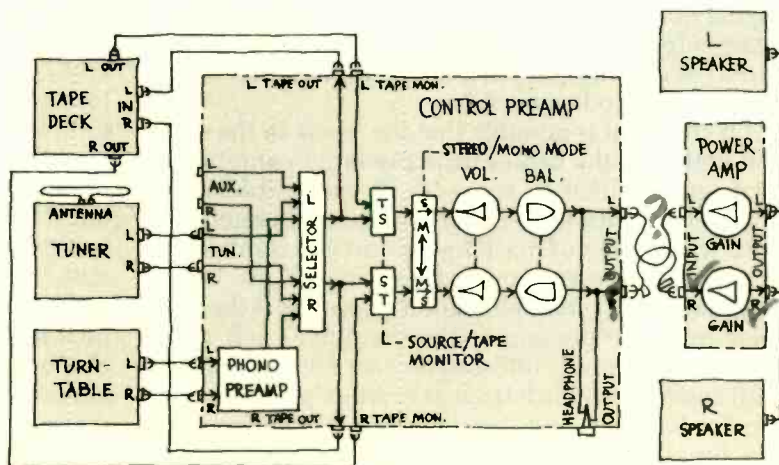 L OUT
TAPE
DECK
L
IN
R
R OUT
ANTENNA
TUNER
L
R
TURN-
TABLE
L
R
L TAPE OUT
L TAPE MON.
CONTROL PREAMP
STEREO/MONO MODE
VOL.
BAL.
L
AUX.
R
L
TUN.
R
L
SELECTOR
R
T
S
S
T
S
M
M
S
L
OUTPUT
R
SOURCE/TAPE
MONITOR
L
PHONO
PREAMP
R
R TAPE OUT
R TAPE MON.
HEADPHONE
OUTPUT
?
L
SPEAKER
POWER
AMP
L
INPUT
R
GAIN
GAIN
L
OUTPUT
R
R
SPEAKER